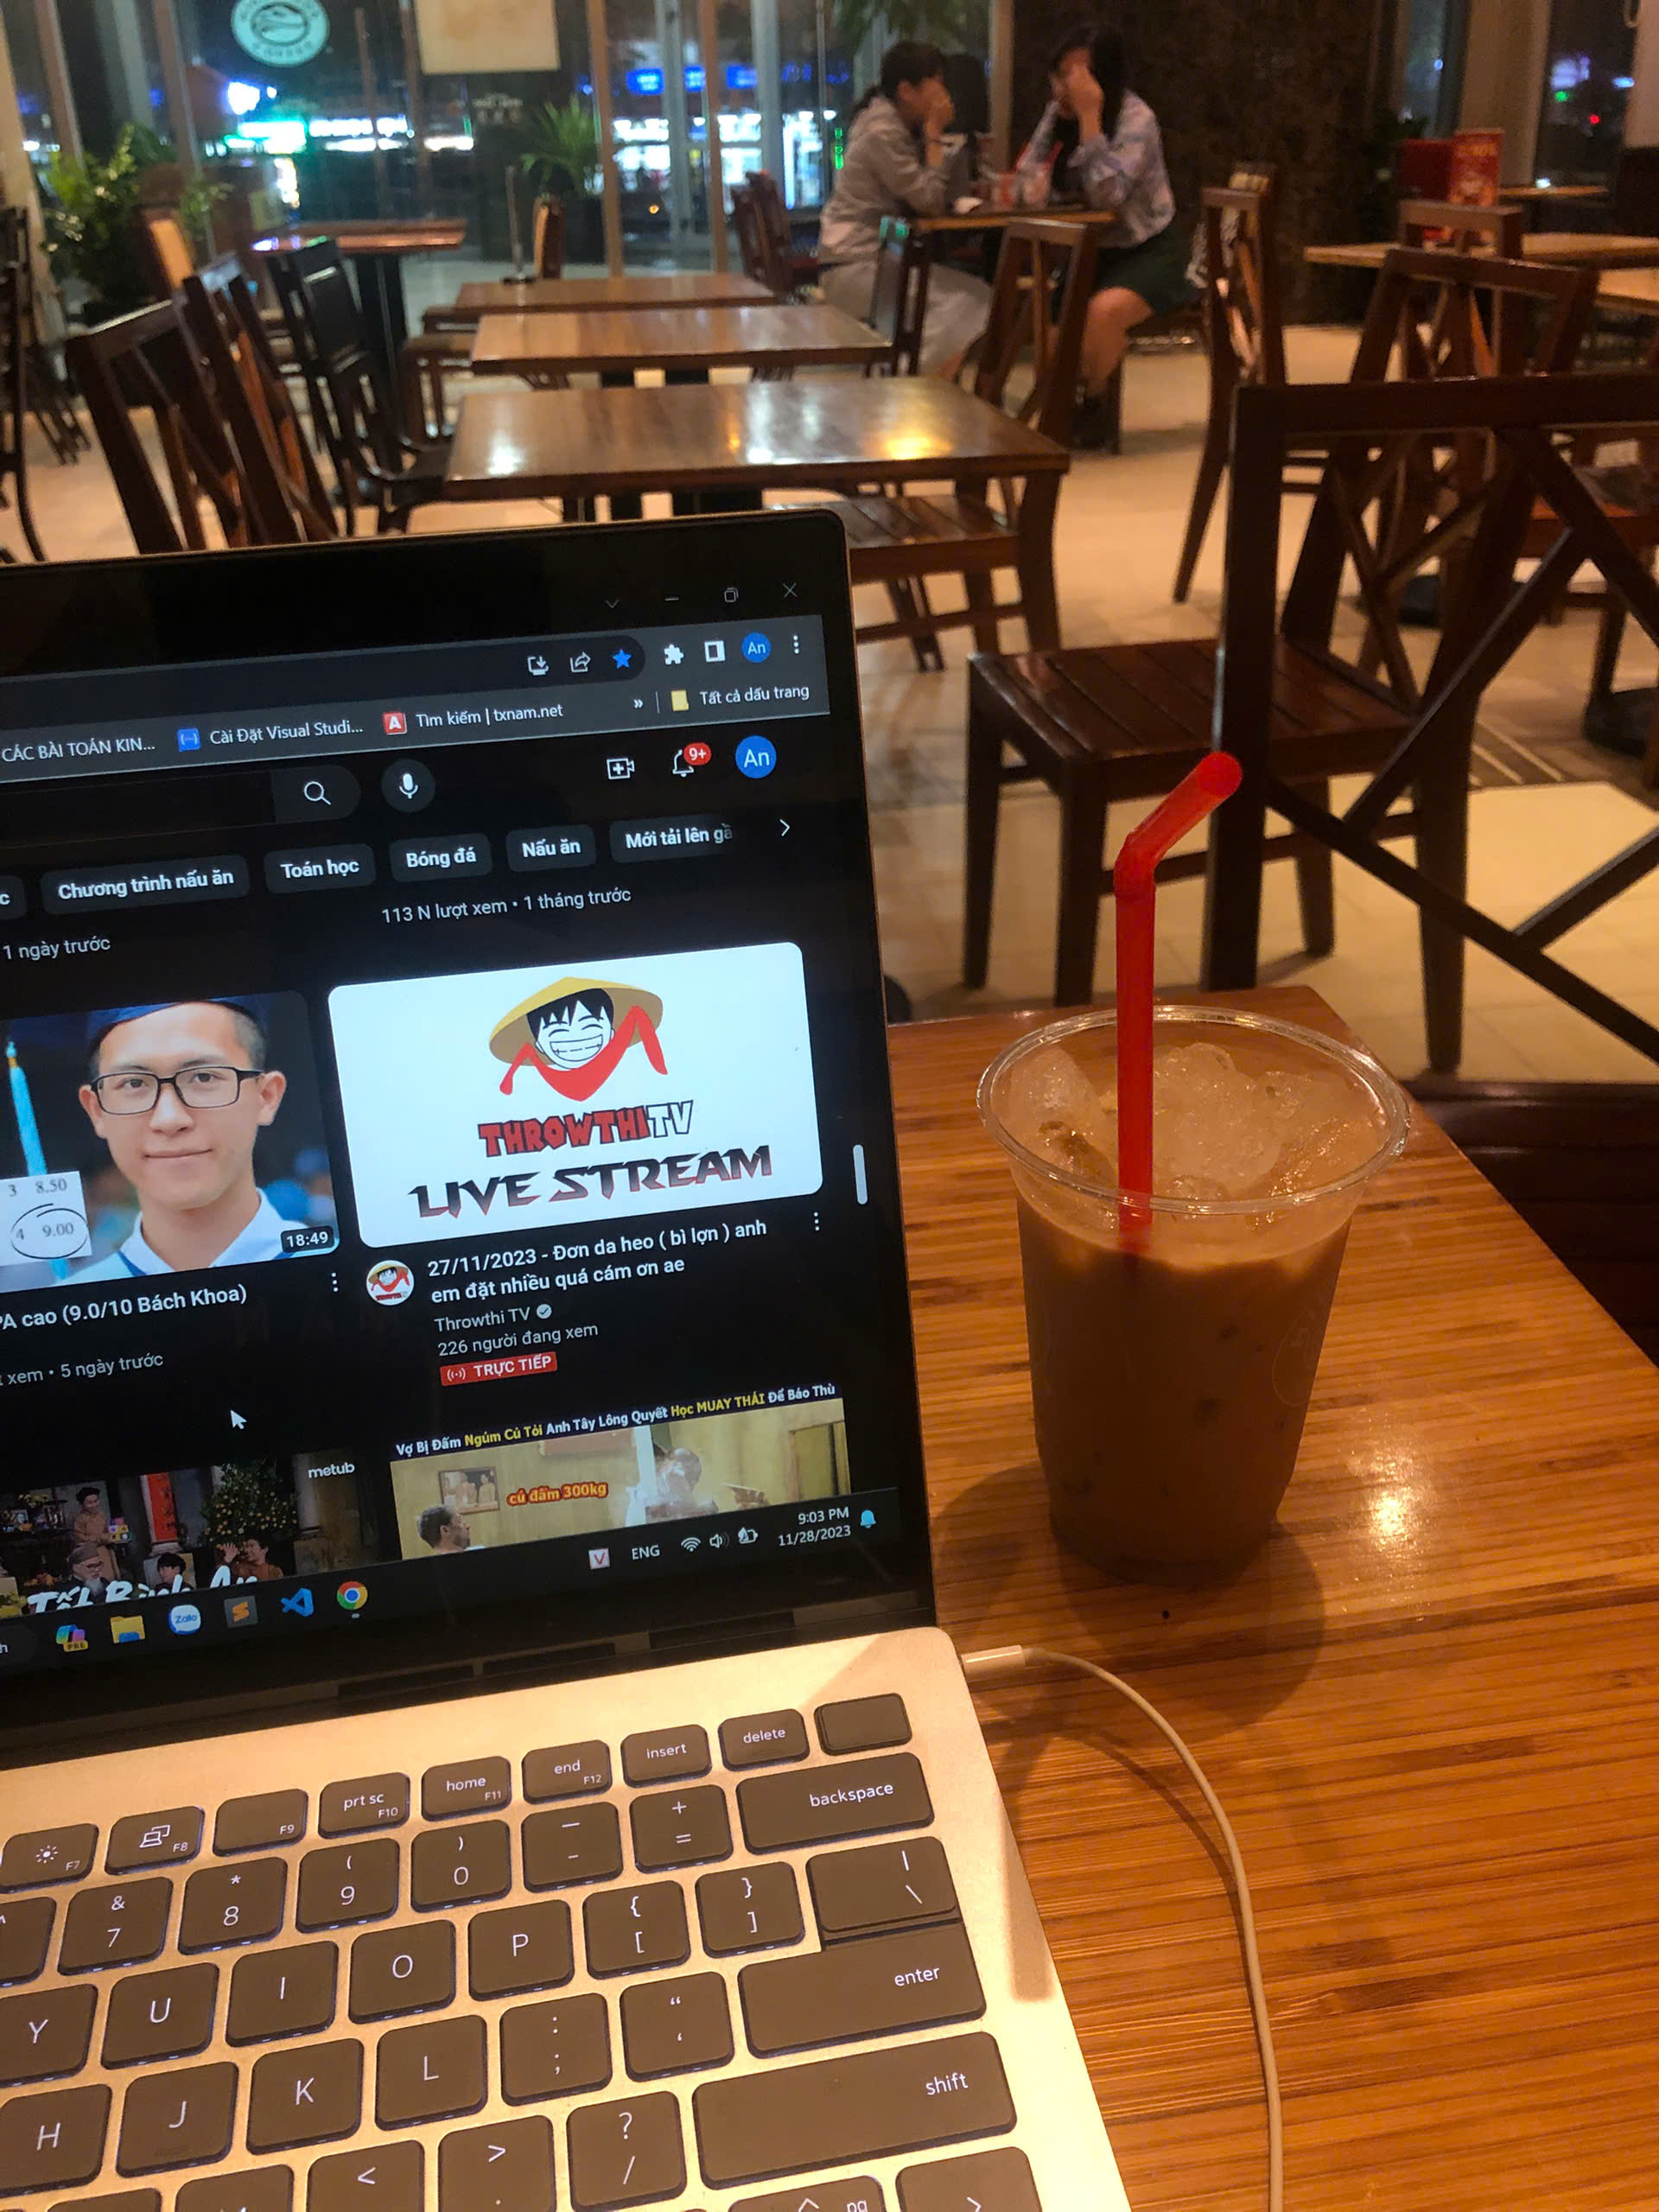 An
CÁC BÀI TOÁN KIN...
Cài Đặt Visual Studi...
Tìm kiếm | txnam.net
»
Tất cả dấu trang
9+
An
c
Chương trình nấu ăn
Toán học
Bóng đá
Nấu ăn
Mới tải lên gầ
1 ngày trước
113 N lượt xem • 1 tháng trước
3 8.50
4 9.00
18:49
THROWTHI TV
LIVE STREAM
PA cao (9.0/10 Bách Khoa)
xem • 5 ngày trước
27/11/2023 - Đơn da heo ( bì lợn ) anh
em đặt nhiều quá cám ơn ae
Throwthi TV
226 người đang xem
TRỰC TIẾP
metub
Tết Bình An
Vợ Bị Đấm Ngúm Củ Tỏi Anh Tây Lông Quyết Học MUAY THÁI Để Báo Thù
cú đấm 300kg
h
PRE
Zalo
V
ENG
9:03 PM
11/28/2023
F7
F8
F9
prt sc
F10
home
F11
end
F12
insert
delete
& 7
* 8
( 9
) 0
— -
+ =
backspace
Y
U
I
O
P
{ [
} ]
| \
enter
H
J
K
L
: ;
“ ‘
shift
<
> .
? /
pg